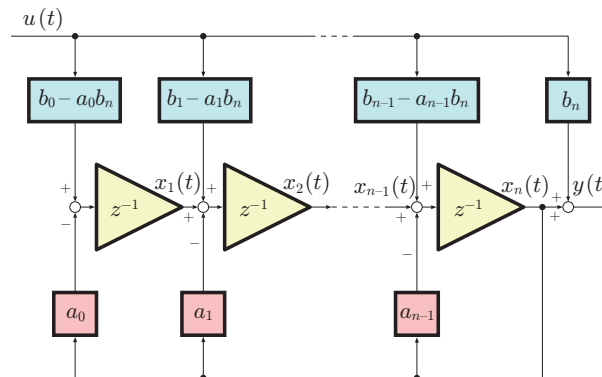 u(t)
b₀ – a₀bₙ
b₁ – a₁bₙ
bₙ₋₁ – aₙ₋₁bₙ
bₙ
x₁(t)
x₂(t)
xₙ₋₁(t)
xₙ(t)
y(t
+
+
+
+
+
+
+
z⁻¹
z⁻¹
z⁻¹
–
–
–
a₀
a₁
aₙ₋₁